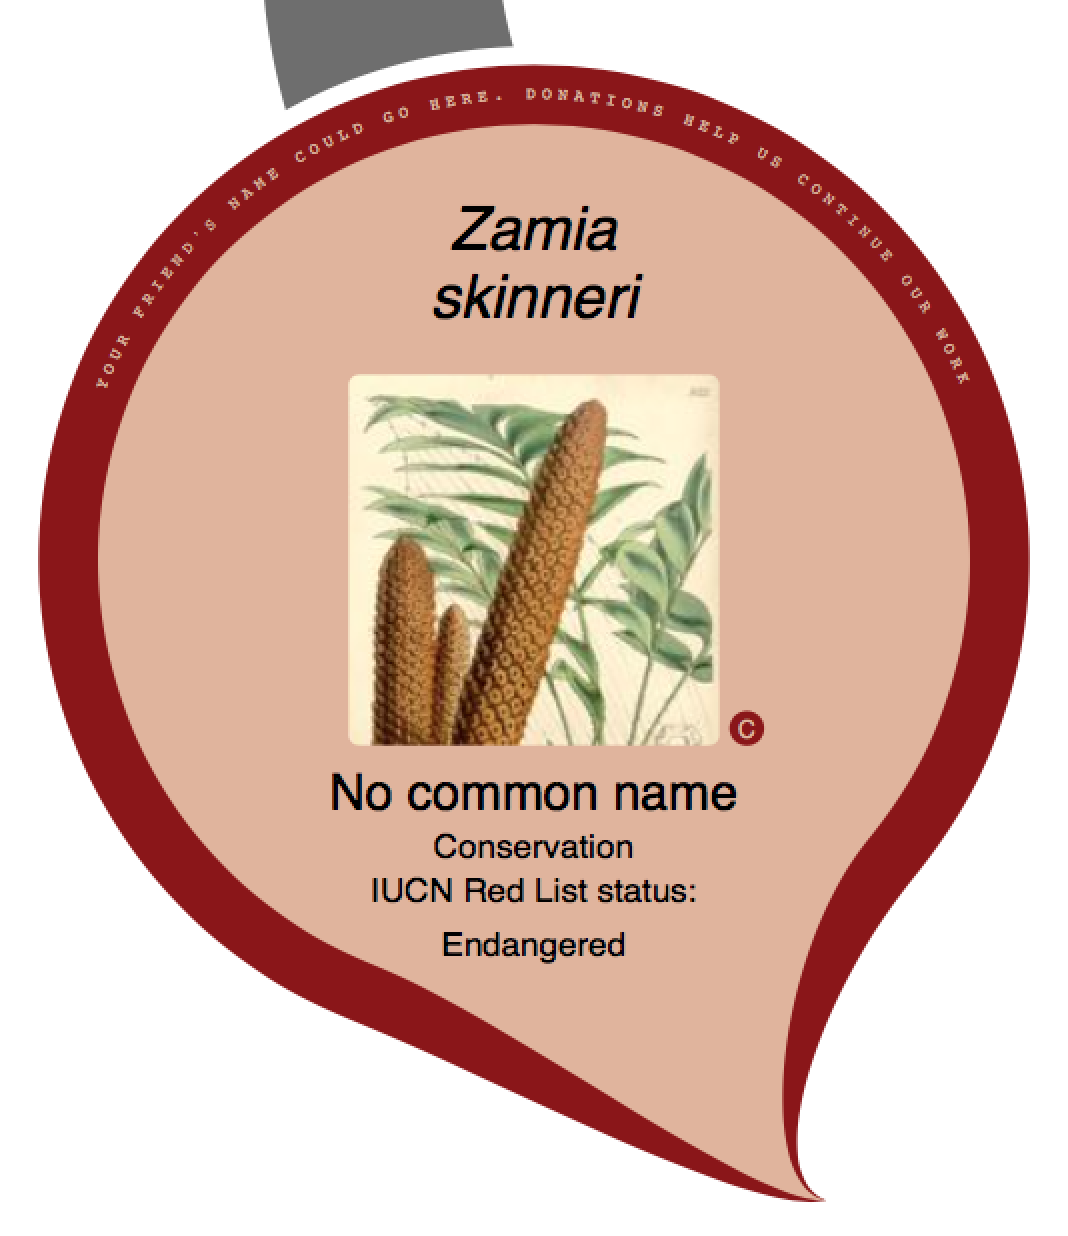 YOUR FRIEND'S NAME COULD GO HERE. DONATIONS HELP US CONTINUE OUR WORK
Zamia
skinneri
C
No common name
Conservation
IUCN Red List status:
Endangered